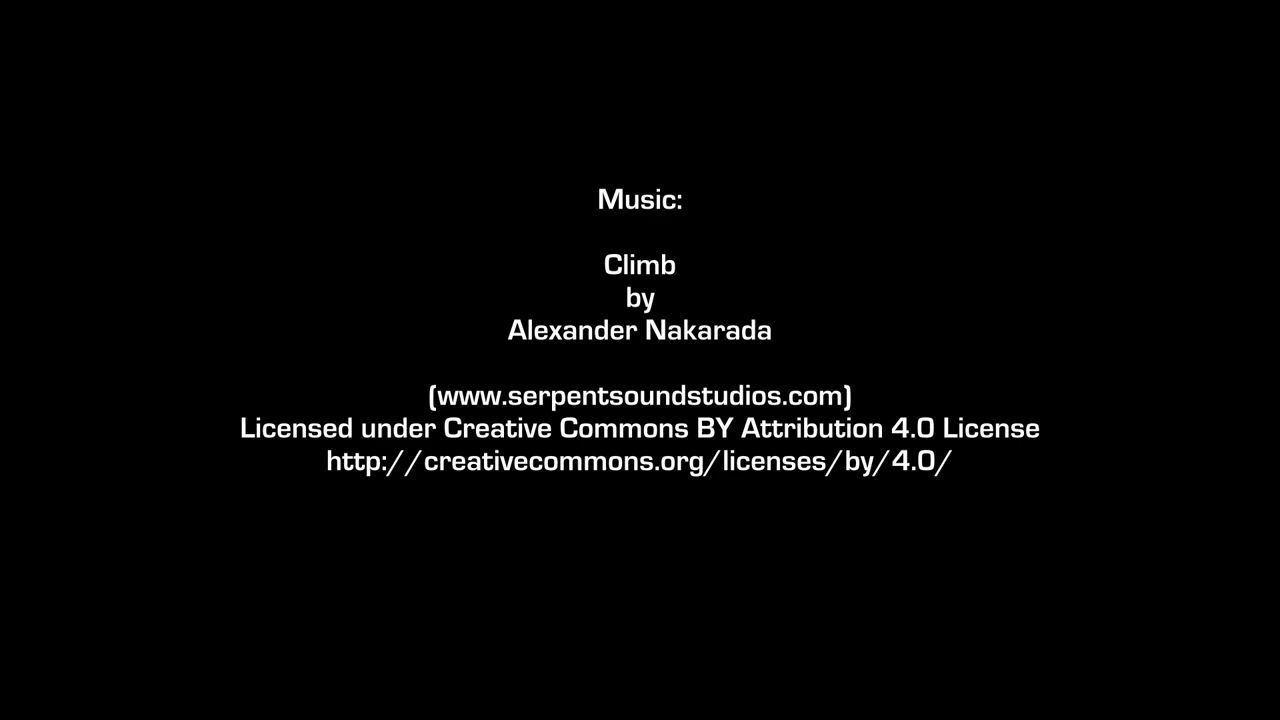 Music:
Climb
by
Alexander Nakarada
(www.serpentsoundstudios.com)
Licensed under Creative Commons BY Attribution 4.0 License
http://creativecommons.org/licenses/by/4.0/